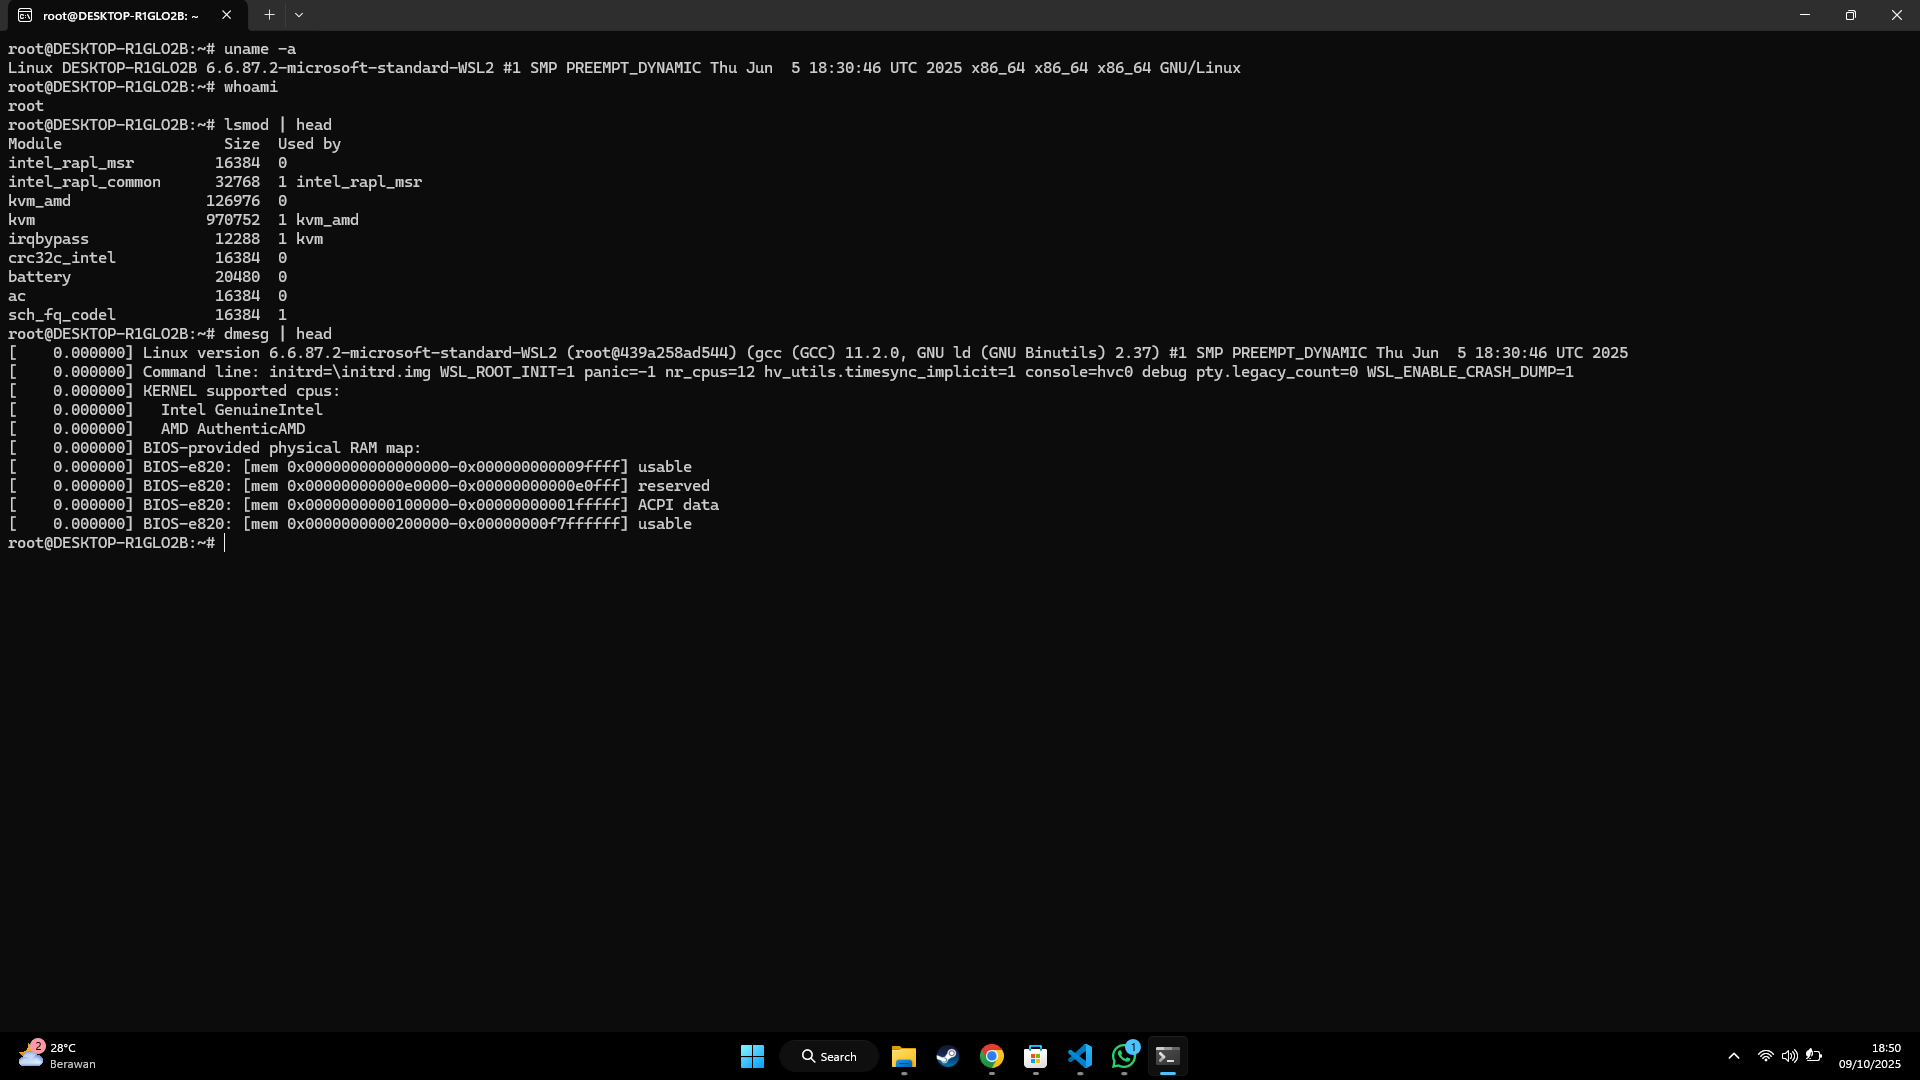 root@DESKTOP-R1GLO2B: ~
root@DESKTOP-R1GLO2B:~# uname -a
Linux DESKTOP-R1GLO2B 6.6.87.2-microsoft-standard-WSL2 #1 SMP PREEMPT_DYNAMIC Thu Jun  5 18:30:46 UTC 2025 x86_64 x86_64 x86_64 GNU/Linux
root@DESKTOP-R1GLO2B:~# whoami
root
root@DESKTOP-R1GLO2B:~# lsmod | head
Module                  Size  Used by
intel_rapl_msr         16384  0
intel_rapl_common      32768  1 intel_rapl_msr
kvm_amd               126976  0
kvm                   970752  1 kvm_amd
irqbypass              12288  1 kvm
crc32c_intel           16384  0
battery                20480  0
ac                     16384  0
sch_fq_codel           16384  1
root@DESKTOP-R1GLO2B:~# dmesg | head
[    0.000000] Linux version 6.6.87.2-microsoft-standard-WSL2 (root@439a258ad544) (gcc (GCC) 11.2.0, GNU ld (GNU Binutils) 2.37) #1 SMP PREEMPT_DYNAMIC Thu Jun  5 18:30:46 UTC 2025
[    0.000000] Command line: initrd=\initrd.img WSL_ROOT_INIT=1 panic=-1 nr_cpus=12 hv_utils.timesync_implicit=1 console=hvc0 debug pty.legacy_count=0 WSL_ENABLE_CRASH_DUMP=1
[    0.000000] KERNEL supported cpus:
[    0.000000]   Intel GenuineIntel
[    0.000000]   AMD AuthenticAMD
[    0.000000] BIOS-provided physical RAM map:
[    0.000000] BIOS-e820: [mem 0x0000000000000000-0x000000000009ffff] usable
[    0.000000] BIOS-e820: [mem 0x00000000000e0000-0x00000000000e0fff] reserved
[    0.000000] BIOS-e820: [mem 0x0000000000100000-0x00000000001fffff] ACPI data
[    0.000000] BIOS-e820: [mem 0x0000000000200000-0x00000000f7ffffff] usable
root@DESKTOP-R1GLO2B:~#
2
28°C
Berawan
Search
1
18:50
09/10/2025